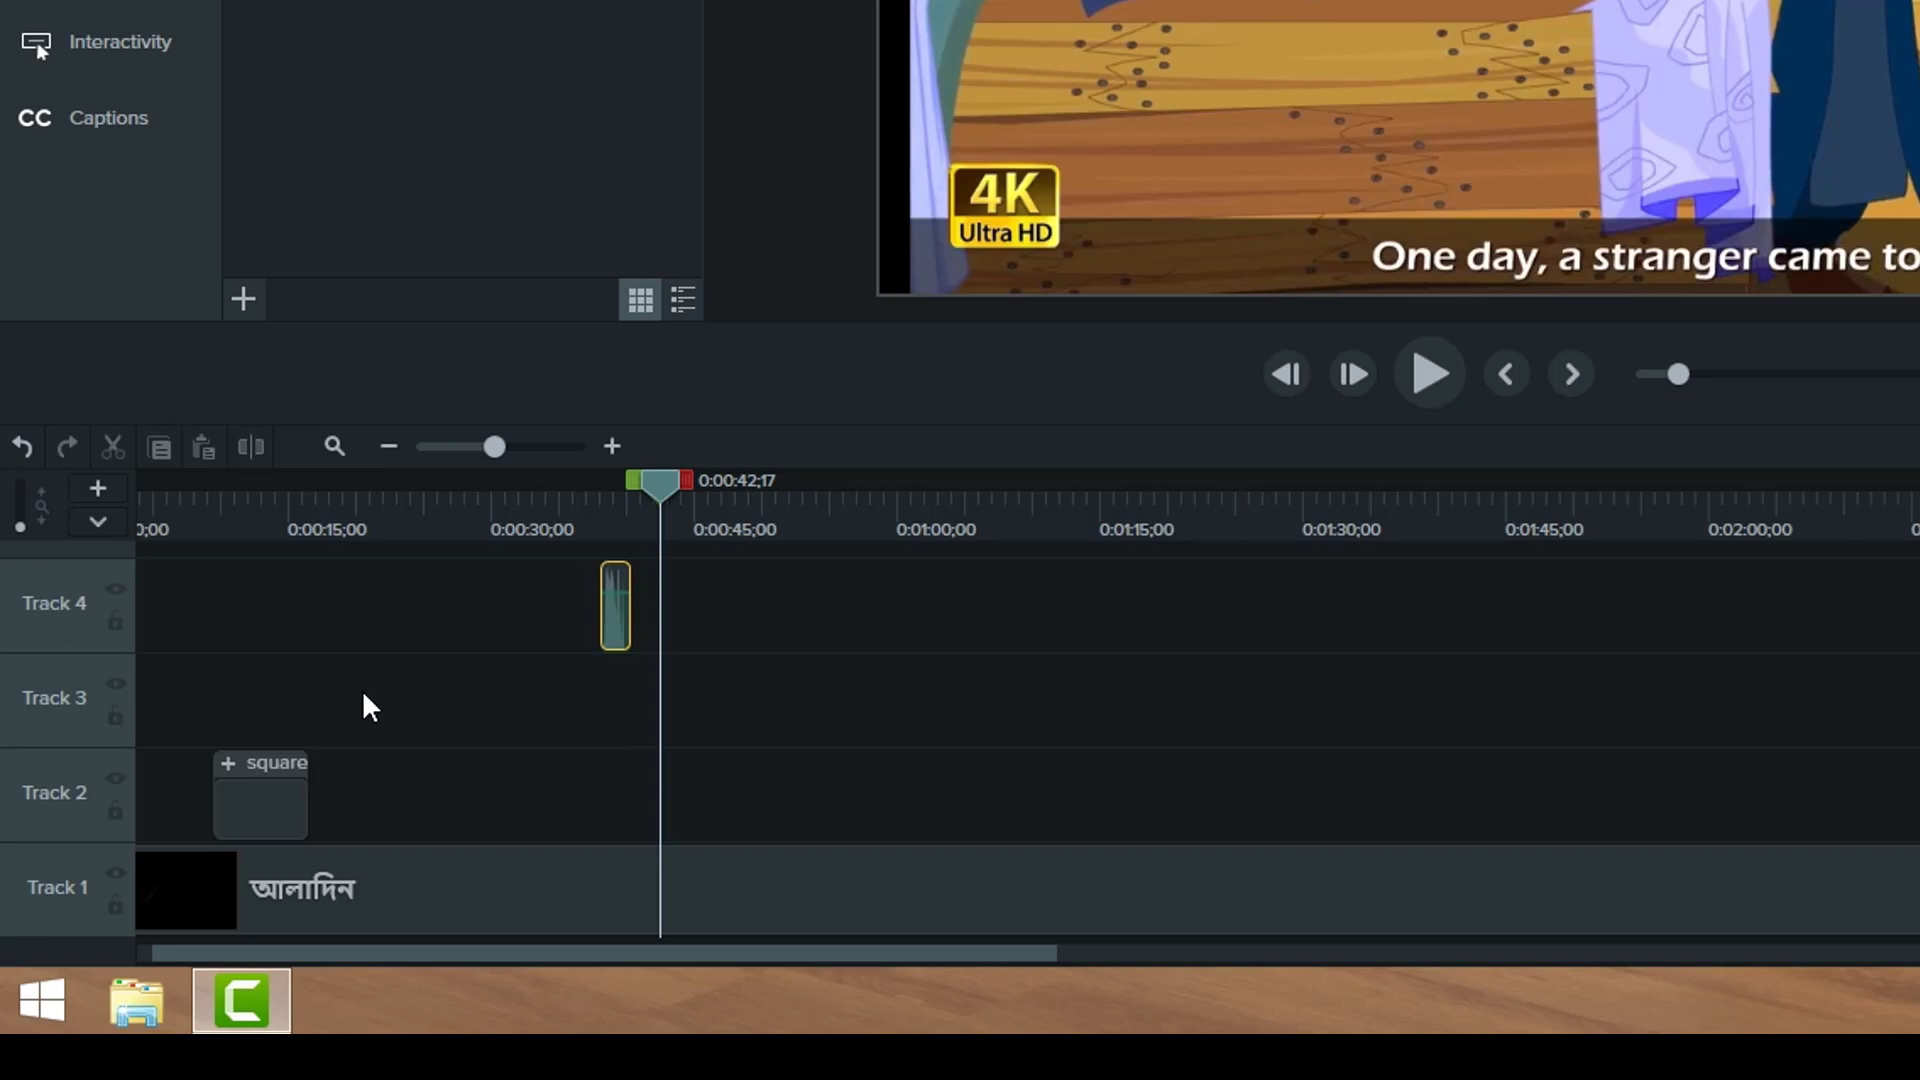 Interactivity
CC Captions
4K
Ultra HD
One day, a stranger came to
0:00:42;17
0;00
0:00:15;00
0:00:30;00
0:00:45;00
0:01:00;00
0:01:15;00
0:01:30;00
0:01:45;00
0:02:00;00
Track 4
Track 3
+ square
Track 2
Track 1
আলাদিন